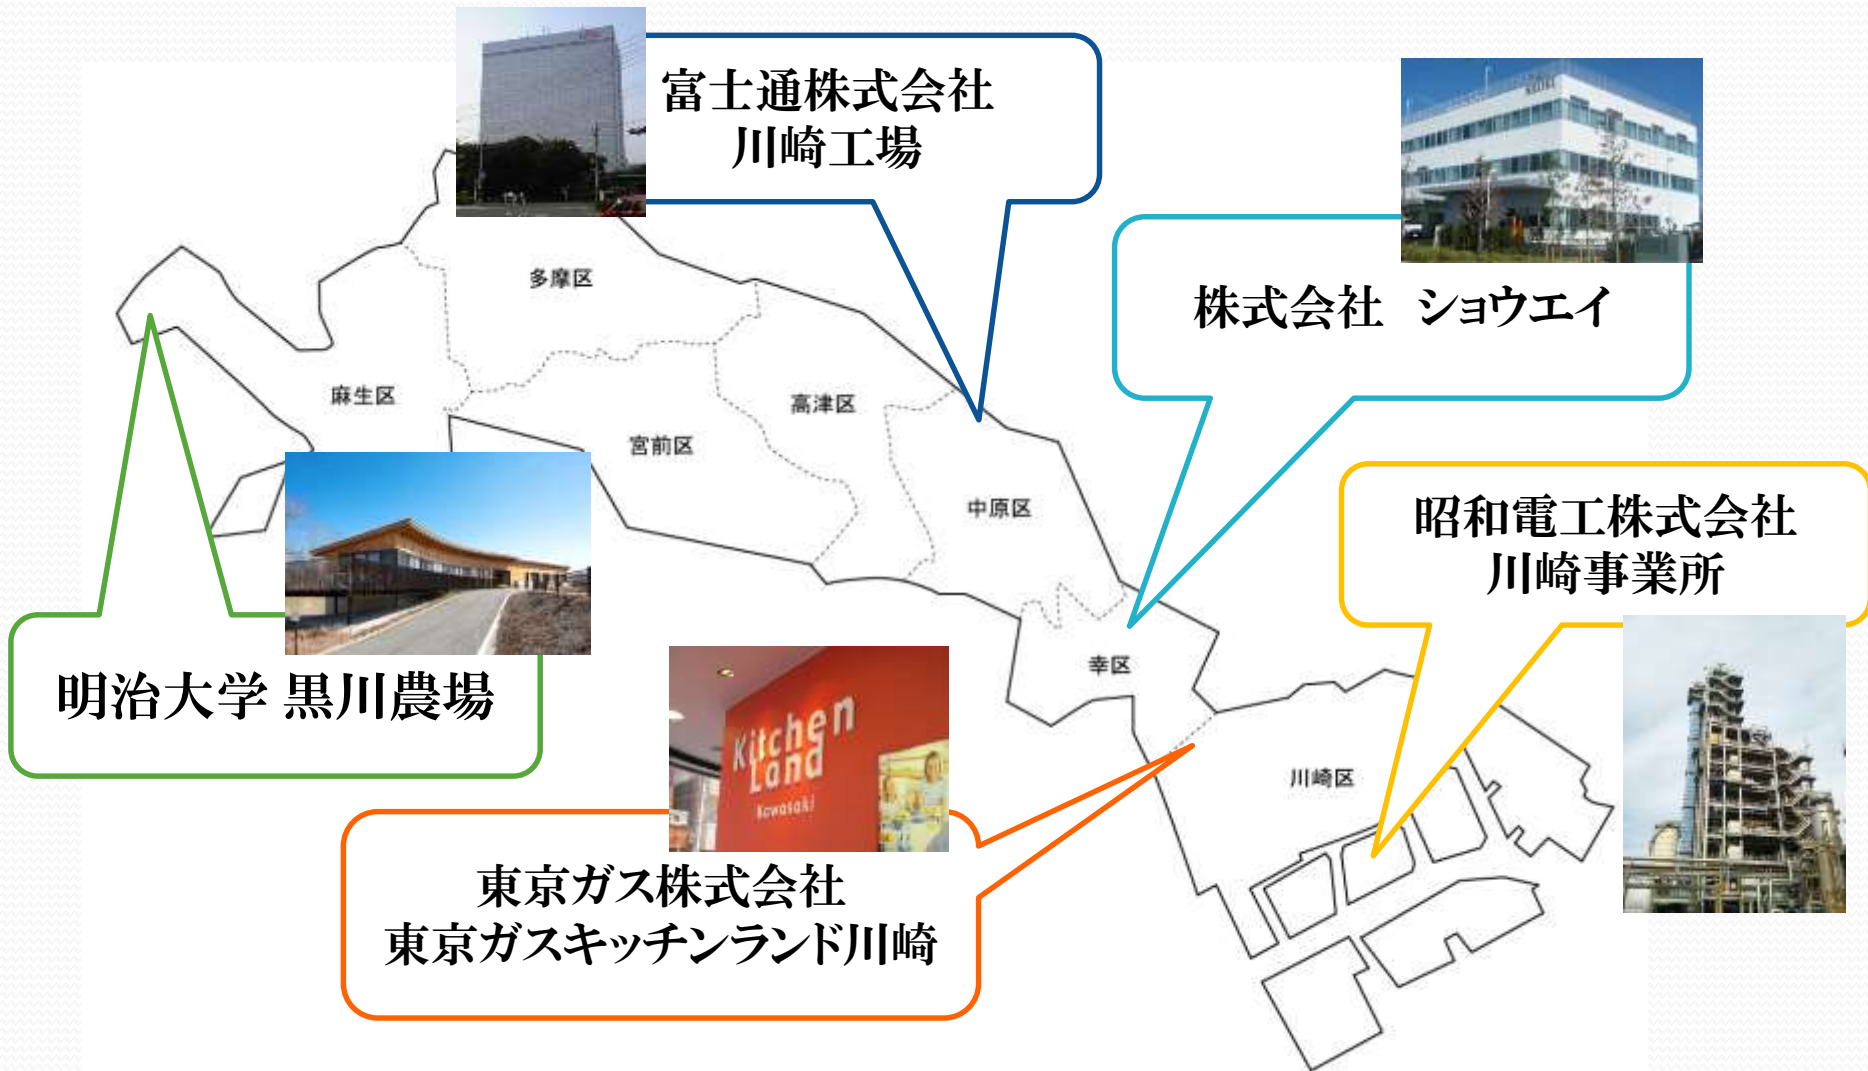 富士通株式会社
川崎工場
株式会社　ショウエイ
多摩区
麻生区
高津区
宮前区
中原区
昭和電工株式会社
川崎事業所
幸区
明治大学 黒川農場
Kitchen
Land
Kawasaki
川崎区
東京ガス株式会社
東京ガスキッチンランド川崎